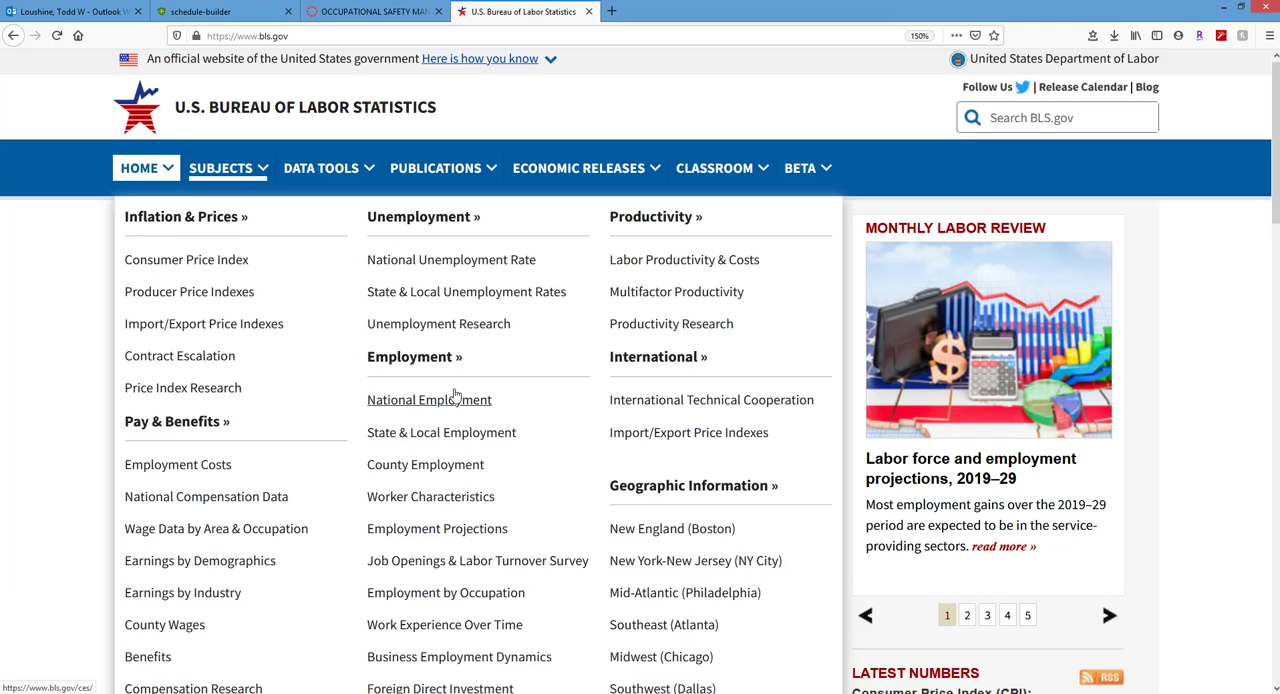 Loushine, Todd W - Outlook W
schedule-builder
OCCUPATIONAL SAFETY MAN
U.S. Bureau of Labor Statistics
https://www.bls.gov
150%
An official website of the United States government Here is how you know
United States Department of Labor
U.S. BUREAU OF LABOR STATISTICS
Follow Us | Release Calendar | Blog
Search BLS.gov
HOME SUBJECTS DATA TOOLS PUBLICATIONS ECONOMIC RELEASES CLASSROOM BETA
Inflation & Prices »
Consumer Price Index
Producer Price Indexes
Import/Export Price Indexes
Contract Escalation
Price Index Research
Pay & Benefits »
Employment Costs
National Compensation Data
Wage Data by Area & Occupation
Earnings by Demographics
Earnings by Industry
County Wages
Benefits
Compensation Research
Unemployment »
National Unemployment Rate
State & Local Unemployment Rates
Unemployment Research
Employment »
National Employment
State & Local Employment
County Employment
Worker Characteristics
Employment Projections
Job Openings & Labor Turnover Survey
Employment by Occupation
Work Experience Over Time
Business Employment Dynamics
Foreign Direct Investment
Productivity »
Labor Productivity & Costs
Multifactor Productivity
Productivity Research
International »
International Technical Cooperation
Import/Export Price Indexes
Geographic Information »
New England (Boston)
New York-New Jersey (NY City)
Mid-Atlantic (Philadelphia)
Southeast (Atlanta)
Midwest (Chicago)
Southwest (Dallas)
MONTHLY LABOR REVIEW
Labor force and employment
projections, 2019–29
Most employment gains over the 2019–29
period are expected to be in the service-
providing sectors. read more »
1 2 3 4 5
LATEST NUMBERS
RSS
Consumer Price Index (CPI):
https://www.bls.gov/ces/